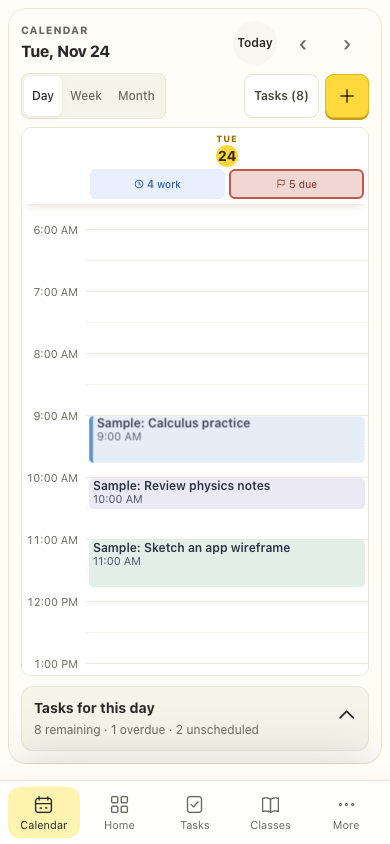 CALENDAR
Tue, Nov 24
Today
Day Week Month
Tasks (8)
TUE
24
4 work
5 due
6:00 AM
7:00 AM
8:00 AM
9:00 AM
Sample: Calculus practice
9:00 AM
10:00 AM
Sample: Review physics notes
10:00 AM
11:00 AM
Sample: Sketch an app wireframe
11:00 AM
12:00 PM
1:00 PM
Tasks for this day
8 remaining · 1 overdue · 2 unscheduled
Calendar Home Tasks Classes More